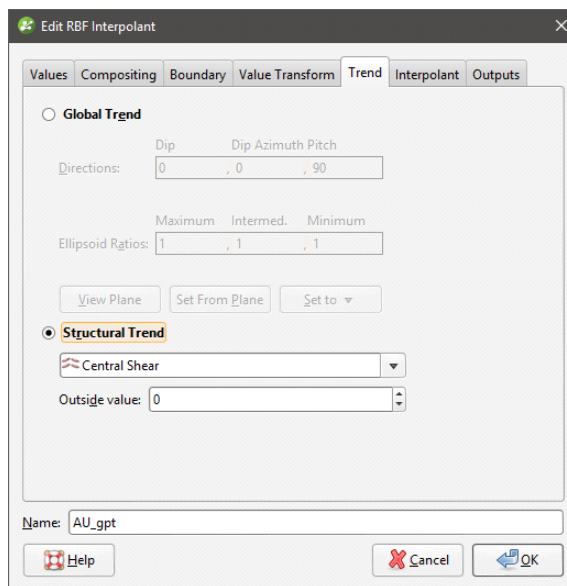 Edit RBF Interpolant
Values Compositing Boundary Value Transform Trend Interpolant Outputs
Global Trend
Dip Dip Azimuth Pitch
Directions: 0 , 0 , 90
Maximum Intermed. Minimum
Ellipsoid Ratios: 1 , 1 , 1
View Plane Set From Plane Set to
Structural Trend
Central Shear
Outside value: 0
Name: AU_gpt
Help Cancel OK